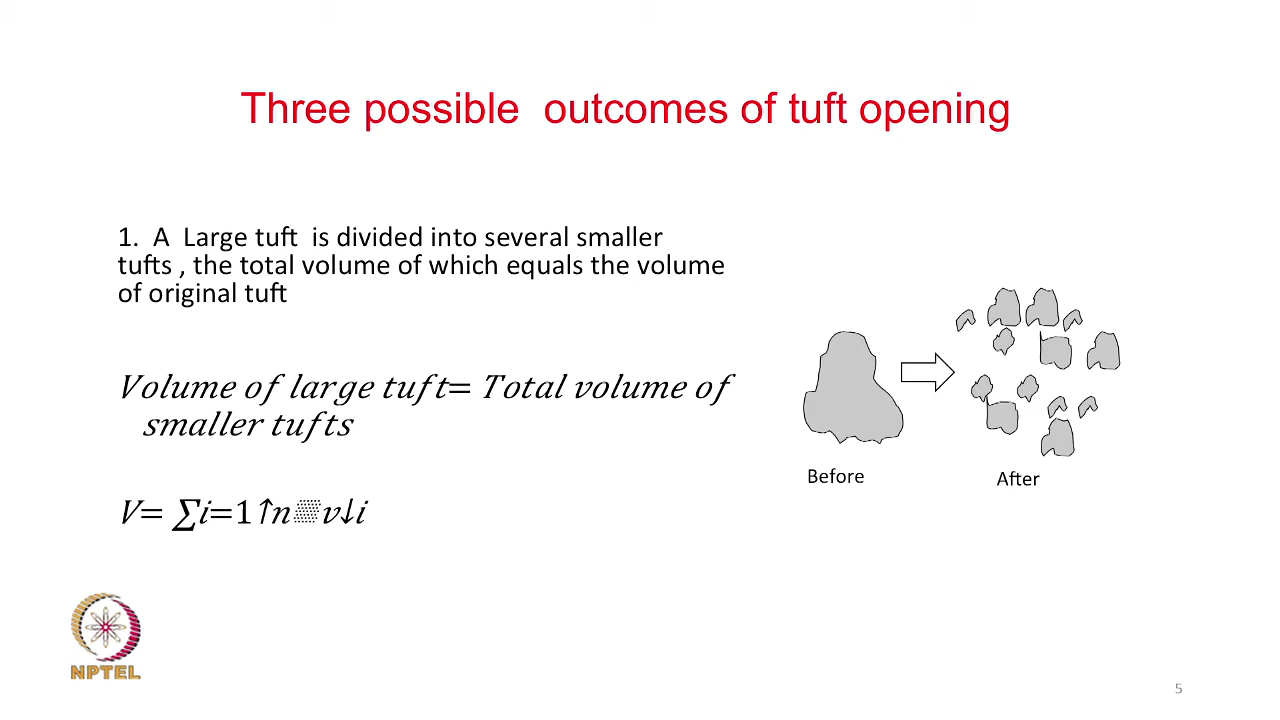 Three possible outcomes of tuft opening
1. A Large tuft is divided into several smaller
tufts , the total volume of which equals the volume
of original tuft
Volume of large tuft= Total volume of
smaller tufts
V= ∑i=1↑n▒v↓i
Before
After
NPTEL
5